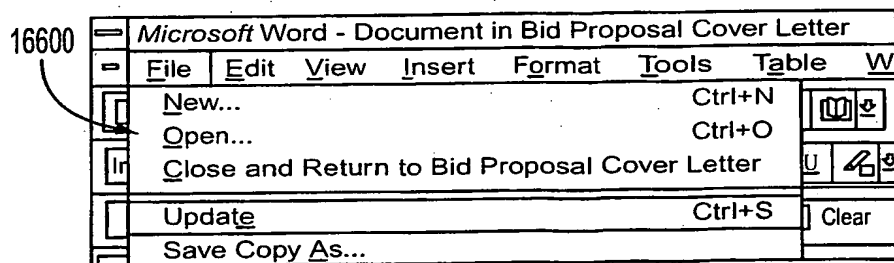 16600
Microsoft Word - Document in Bid Proposal Cover Letter
File Edit View Insert Format Tools Table W
New... Ctrl+N
Open... Ctrl+O
In Close and Return to Bid Proposal Cover Letter U
Update Ctrl+S Clear
Save Copy As...